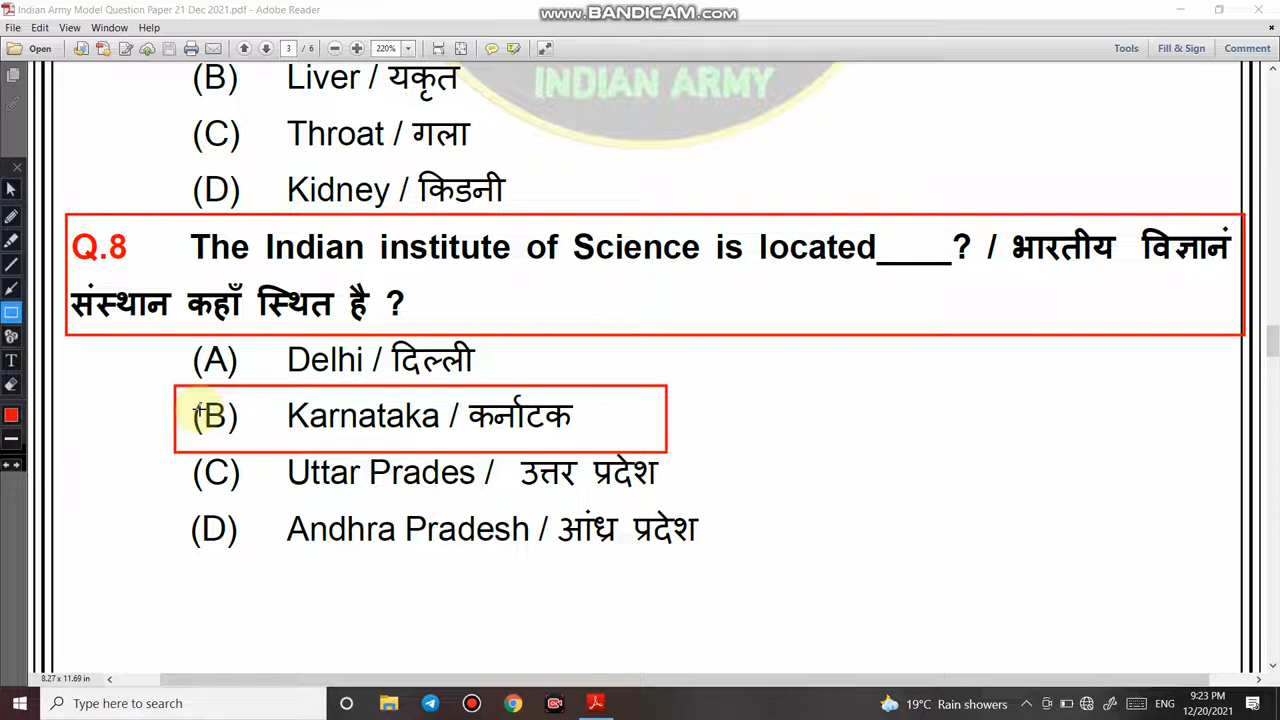 Indian Army Model Question Paper 21 Dec 2021.pdf - Adobe Reader
www.BANDICAM.com
File Edit View Window Help
Open 3 / 6 220% Tools Fill & Sign Comment
INDIAN ARMY
(B) Liver / यकृत
(C) Throat / गला
(D) Kidney / किडनी
Q.8 The Indian institute of Science is located____? / भारतीय विज्ञानं
संस्थान कहाँ स्थित है ?
(A) Delhi / दिल्ली
(B) Karnataka / कर्नाटक
(C) Uttar Prades / उत्तर प्रदेश
(D) Andhra Pradesh / आंध्र प्रदेश
8.27 x 11.69 in
Type here to search
19°C Rain showers
ENG
9:23 PM
12/20/2021